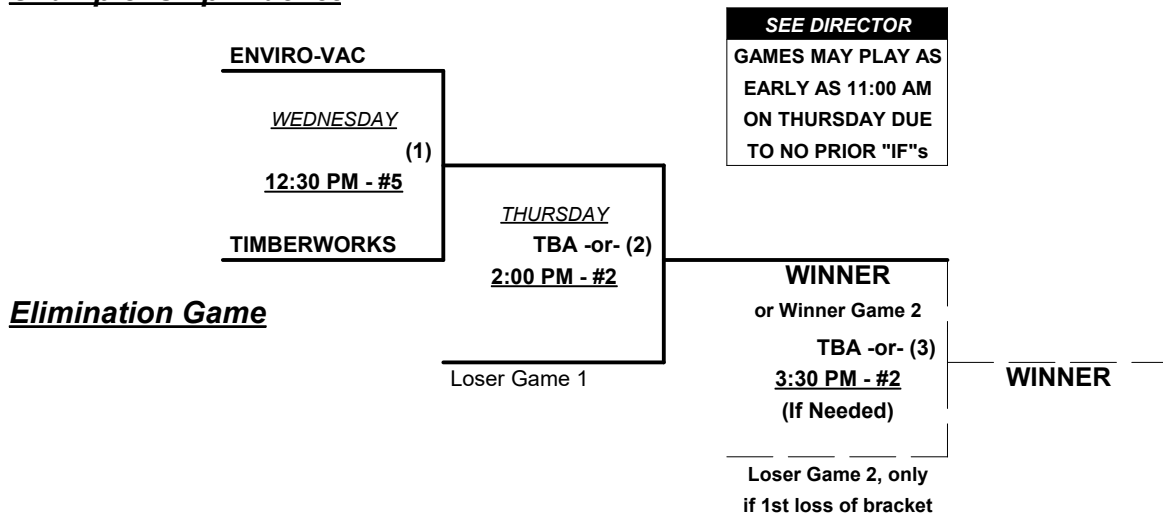 SEE DIRECTOR
GAMES MAY PLAY AS
EARLY AS 11:00 AM
ON THURSDAY DUE
TO NO PRIOR "IF"s
ENVIRO-VAC
WEDNESDAY
(1)
12:30 PM - #5
TIMBERWORKS
THURSDAY
TBA -or- (2)
2:00 PM - #2
WINNER
or Winner Game 2
TBA -or- (3)
3:30 PM - #2
(If Needed)
WINNER
Elimination Game
Loser Game 1
Loser Game 2, only
if 1st loss of bracket